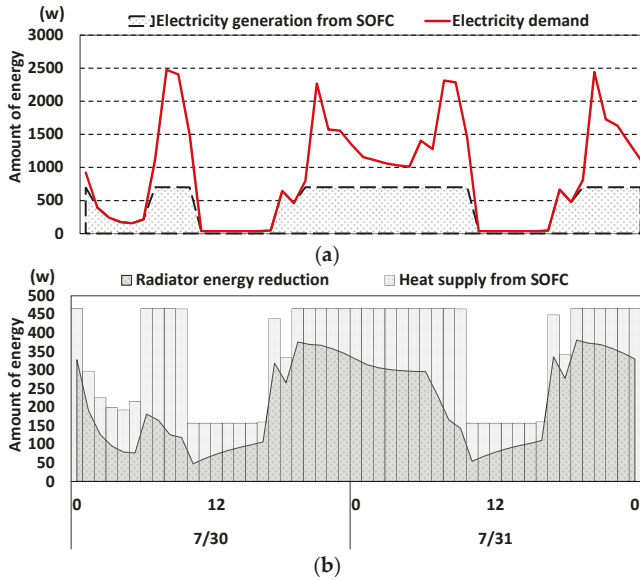 (w)
Electricity generation from SOFC
Electricity demand
Amount of energy
3000
2500
2000
1500
1000
500
0
(a)
(w)
Radiator energy reduction
Heat supply from SOFC
Amount of energy
500
450
400
350
300
250
200
150
100
50
0
0 12 0 12 0
7/30 7/31
(b)